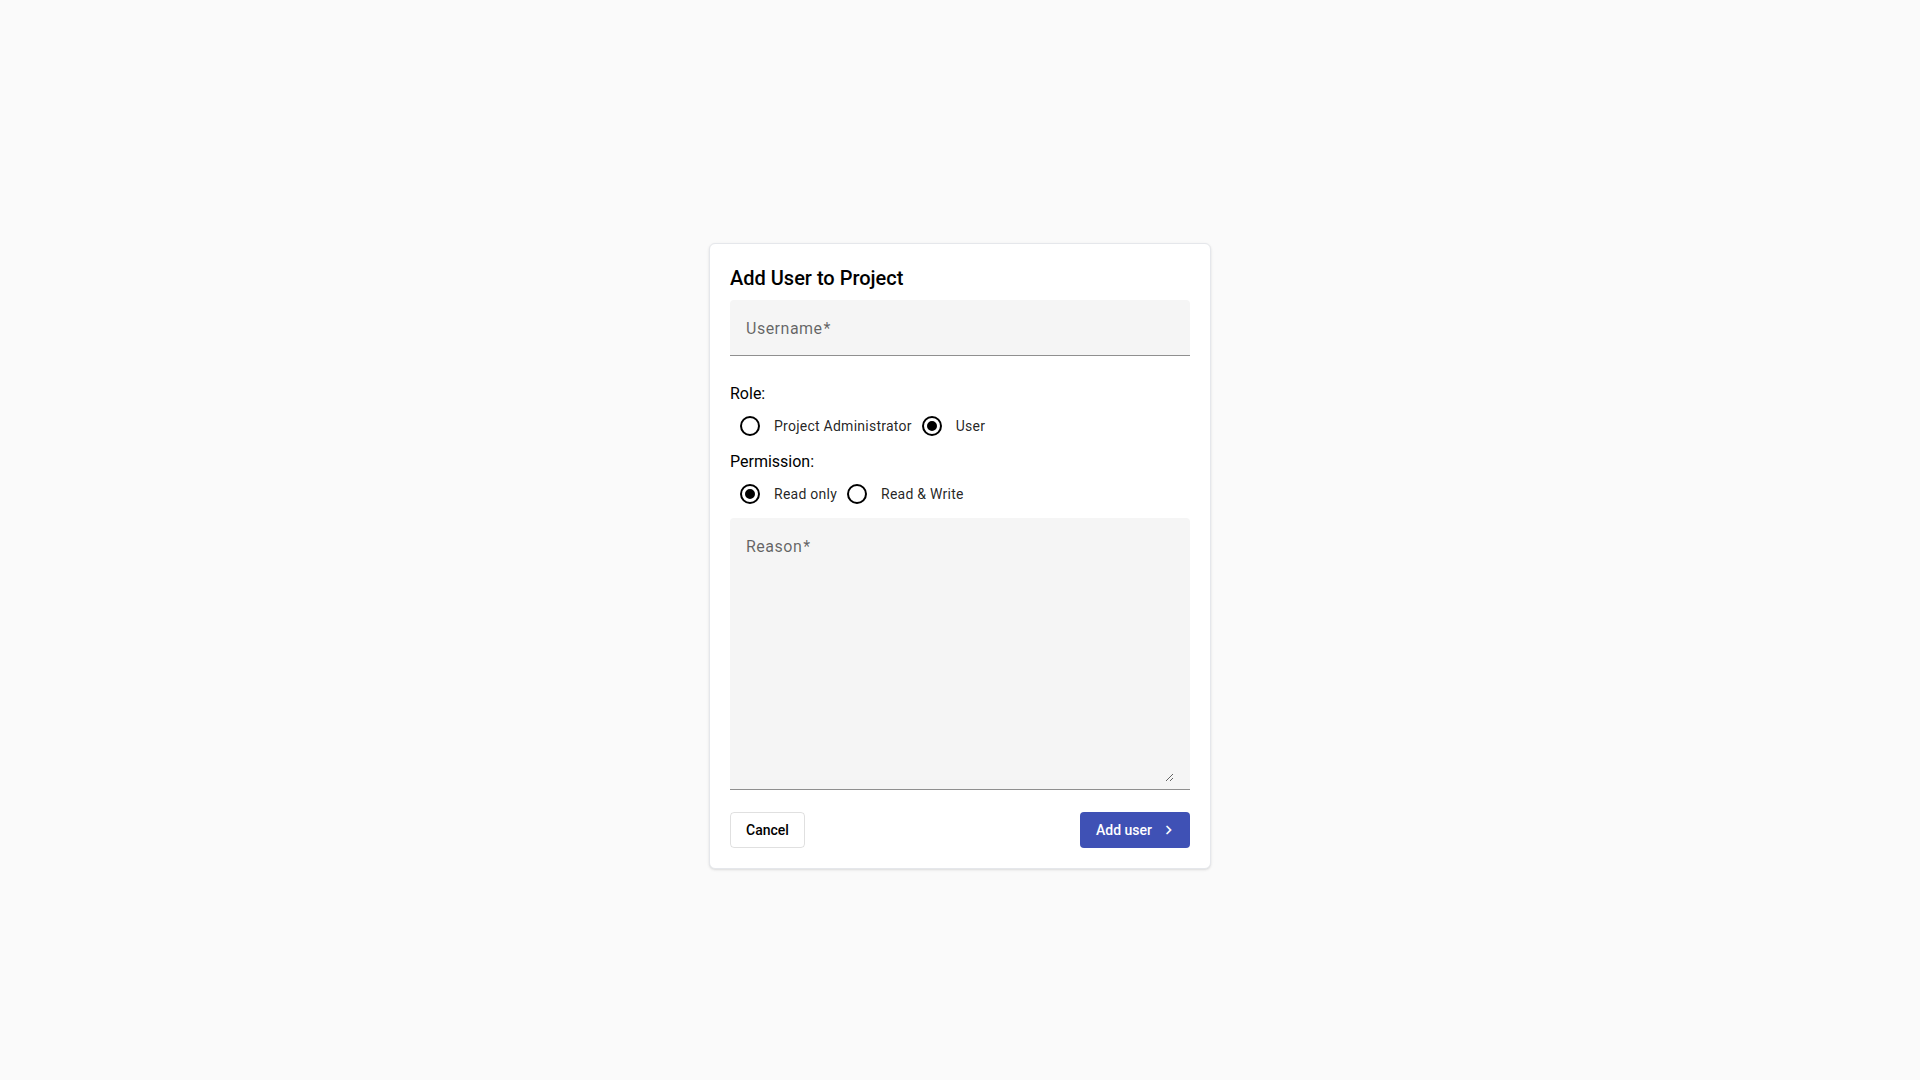 Add User to Project
Username*
Role:
Project Administrator User
Permission:
Read only Read & Write
Reason*
Cancel Add user